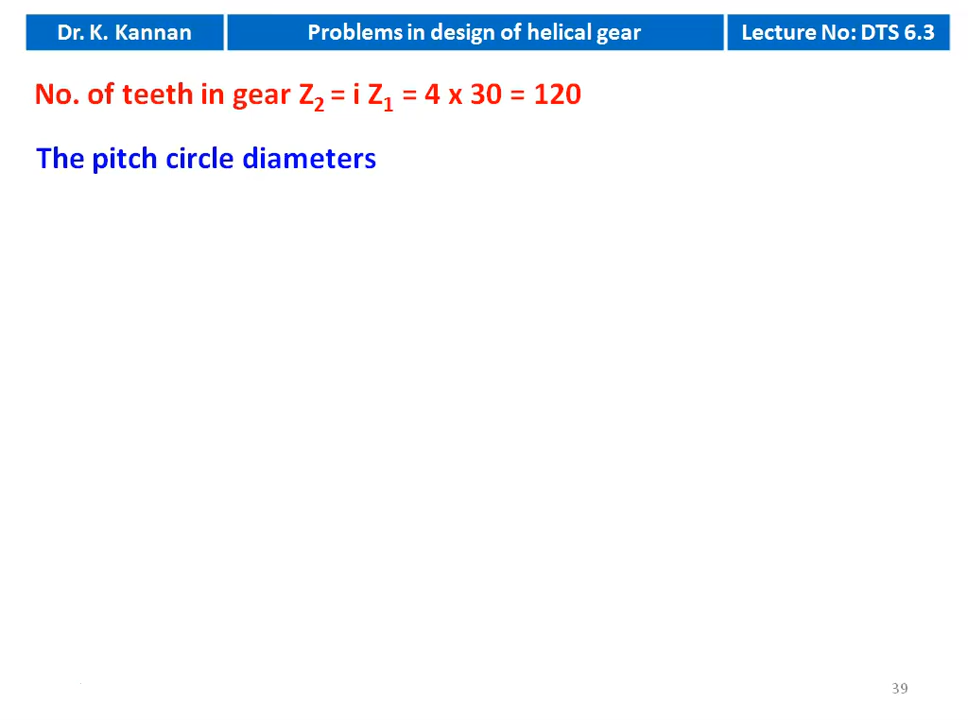 Dr. K. Kannan
Problems in design of helical gear
Lecture No: DTS 6.3
No. of teeth in gear Z₂ = i Z₁ = 4 x 30 = 120
The pitch circle diameters
39